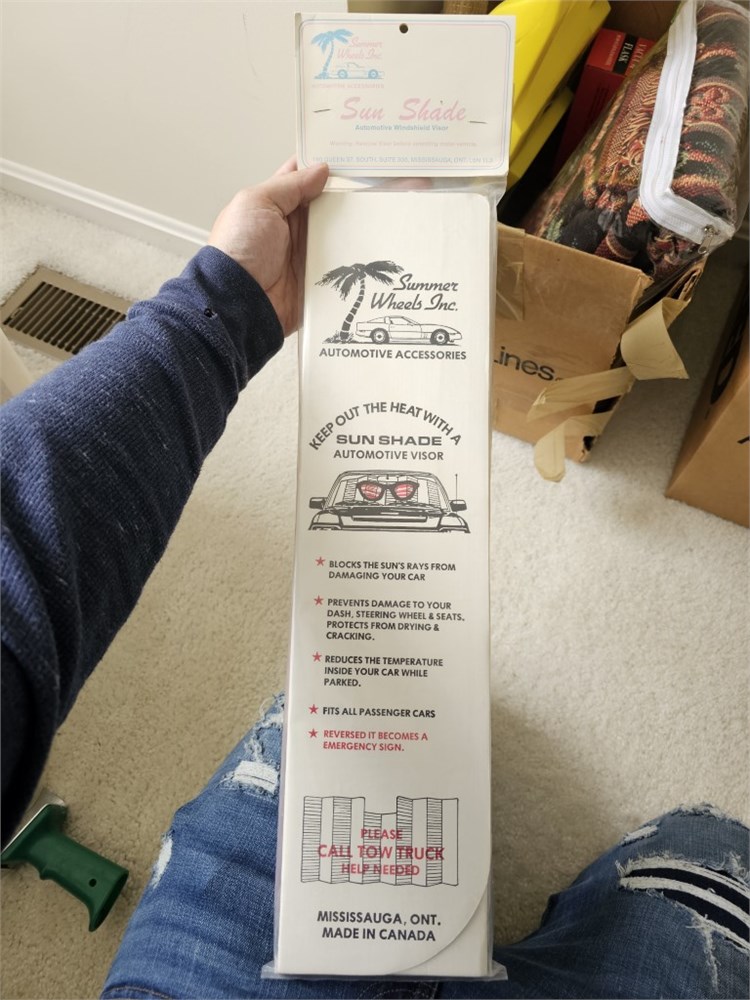 Summer
Wheels Inc.
AUTOMOTIVE ACCESSORIES
Sun Shade
Automotive Windshield Visor
Summer
Wheels Inc.
AUTOMOTIVE ACCESSORIES
KEEP OUT THE HEAT WITH A
SUN SHADE
AUTOMOTIVE VISOR
★ BLOCKS THE SUN'S RAYS FROM
DAMAGING YOUR CAR
★ PREVENTS DAMAGE TO YOUR
DASH, STEERING WHEEL & SEATS.
PROTECTS FROM DRYING &
CRACKING.
★ REDUCES THE TEMPERATURE
INSIDE YOUR CAR WHILE
PARKED.
★ FITS ALL PASSENGER CARS
★ REVERSED IT BECOMES A
EMERGENCY SIGN.
PLEASE
CALL TOW TRUCK
HELP NEEDED
MISSISSAUGA, ONT.
MADE IN CANADA
FLASK
ines